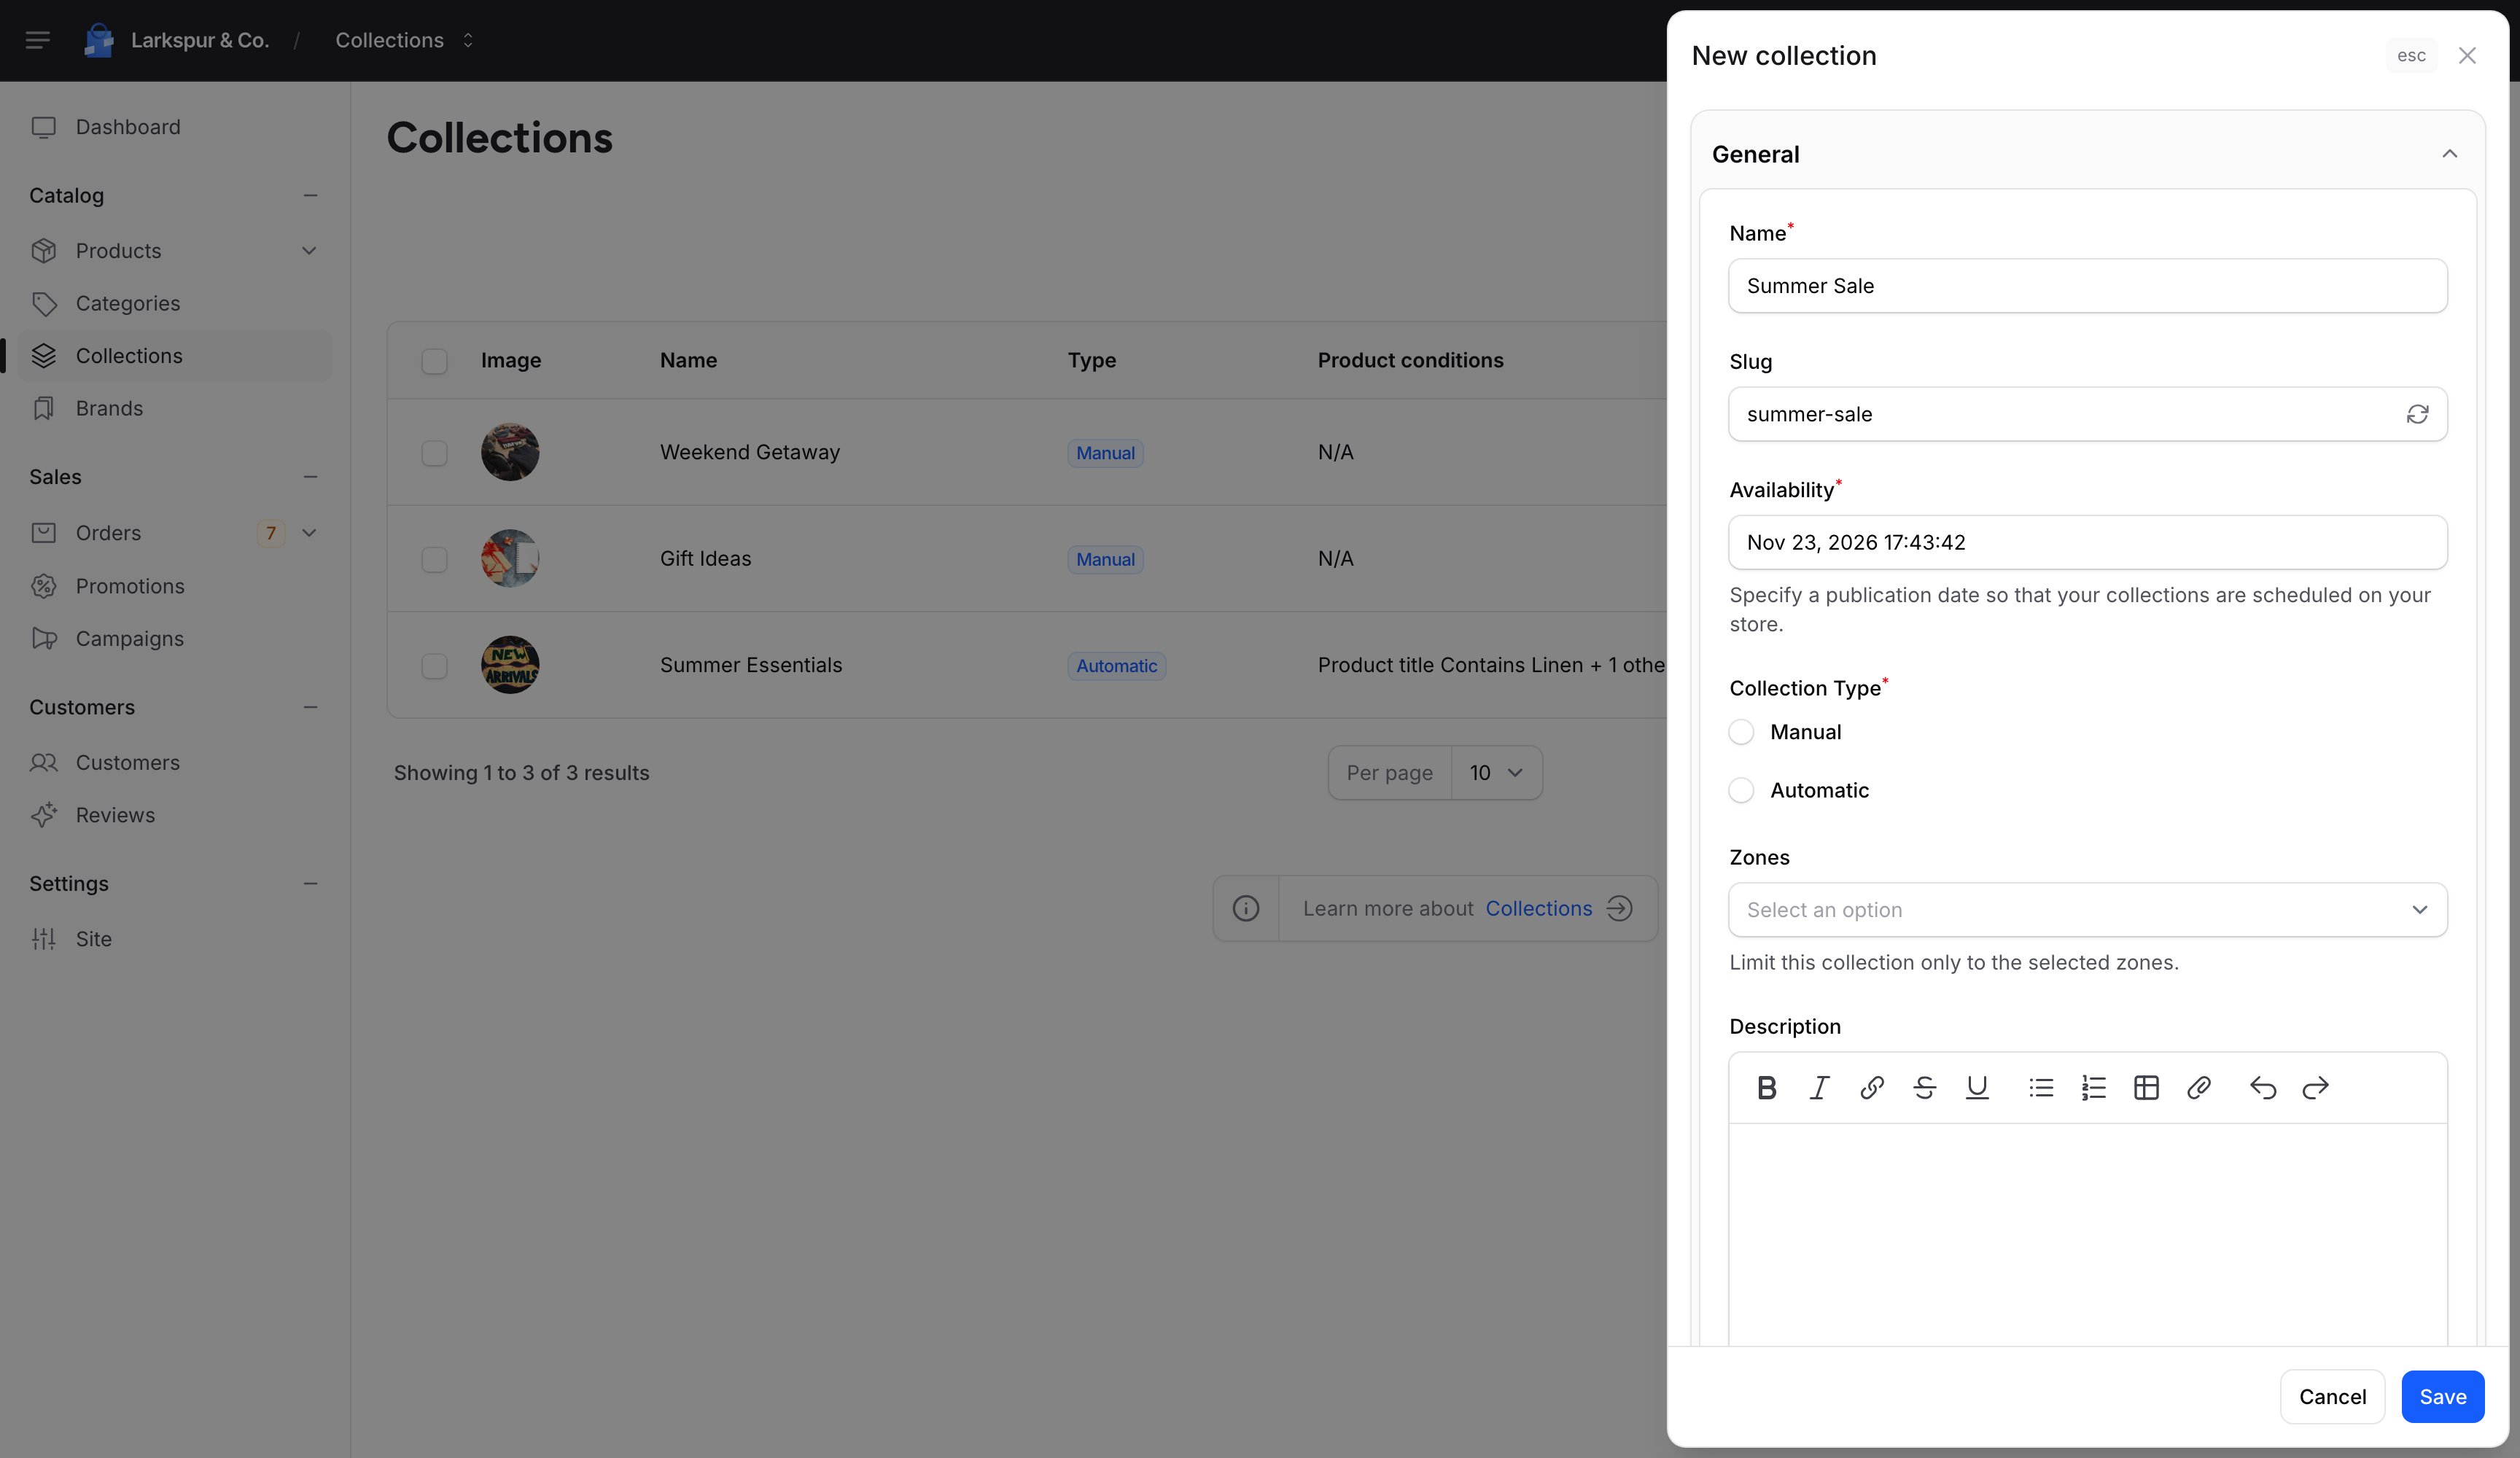 Larkspur & Co. / Collections
Dashboard
Catalog
Products
Categories
Collections
Brands
Sales
Orders 7
Promotions
Campaigns
Customers
Customers
Reviews
Settings
Site
Collections
Image Name Type Product conditions
Weekend Getaway Manual N/A
Gift Ideas Manual N/A
NEW
ARRIVALS
Summer Essentials Automatic Product title Contains Linen + 1 othe
Showing 1 to 3 of 3 results
Per page 10
Learn more about Collections
New collection
esc
General
Name*
Summer Sale
Slug
summer-sale
Availability*
Nov 23, 2026 17:43:42
Specify a publication date so that your collections are scheduled on your
store.
Collection Type*
Manual
Automatic
Zones
Select an option
Limit this collection only to the selected zones.
Description
Cancel
Save